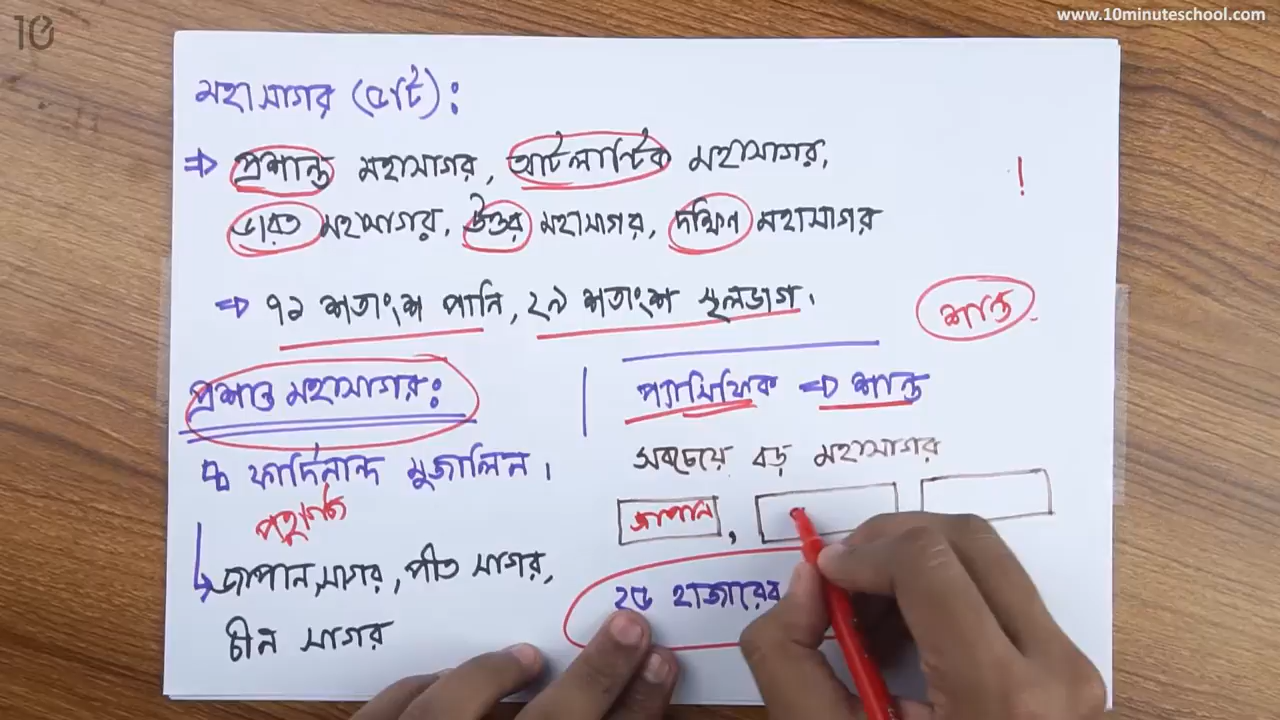 10
www.10minuteschool.com
মহাসাগর (৫টি):
⇒ প্রশান্ত মহাসাগর, আটলান্টিক মহাসাগর,
ভারত মহাসাগর, উত্তর মহাসাগর, দক্ষিন মহাসাগর
⇒ ৭১ শতাংশ পানি, ২৯ শতাংশ স্থলভাগ।
!
শান্ত
প্রশান্ত মহাসাগর:
ফার্দিনান্দ মুজালিন।
পর্তুগীজ
জাপান সাগর, পীত সাগর,
চীন সাগর
প্যাসিফিক ⇒ শান্ত
সবচেয়ে বড় মহাসাগর
জাপান,
২৫ হাজারের